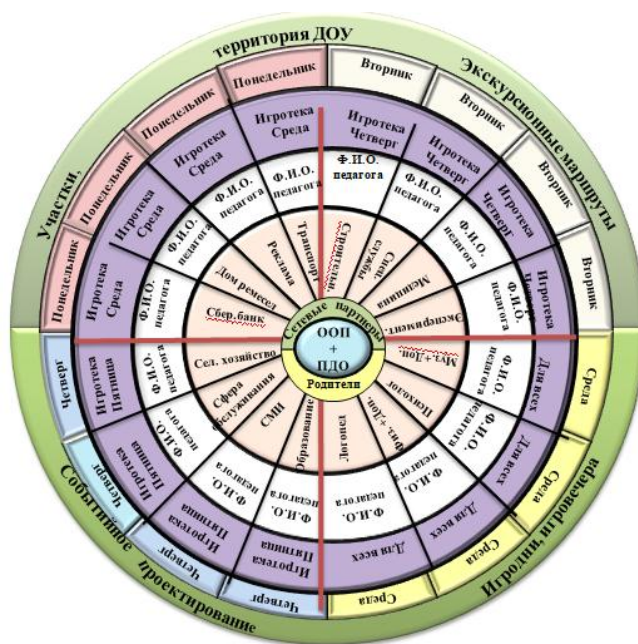 Участки,
территория ДОУ
Экскурсионные маршруты
Игродни, игровечера
Событийное
проектирование
Понедельник
Понедельник
Понедельник
Понедельник
Вторник
Вторник
Вторник
Вторник
Среда
Среда
Среда
Среда
Четверг
Четверг
Четверг
Четверг
Игротека
Среда
Игротека
Среда
Игротека
Среда
Игротека
Среда
Игротека
Четверг
Игротека
Четверг
Игротека
Четверг
Игротека
Для всех
Для всех
Для всех
Для всех
Игротека
Пятница
Игротека
Пятница
Игротека
Пятница
Игротека
Пятница
Ф.И.О.
педагога
Ф.И.О.
педагога
Ф.И.О.
педагога
Ф.И.О.
педагога
Ф.И.О.
педагога
Ф.И.О.
педагога
Ф.И.О.
педагога
Ф.И.О.
педагога
Ф.И.О.
педагога
Ф.И.О.
педагога
Ф.И.О.
педагога
Ф.И.О.
педагога
Ф.И.О.
педагога
Ф.И.О.
педагога
Ф.И.О.
педагога
Ф.И.О.
педагога
Сбер.банк
Дом ремесел
Реклама
Транспорт
Строительн.
Спец.
службы
Медицина
Эксперимент.
Муз.+Доп.
Психолог
Физ.+ Доп.
Логопед
Образование
СМИ
Сфера
обслуживания
Сел. хозяйство
Сетевые партнеры
ООП
+
ПДО
Родители